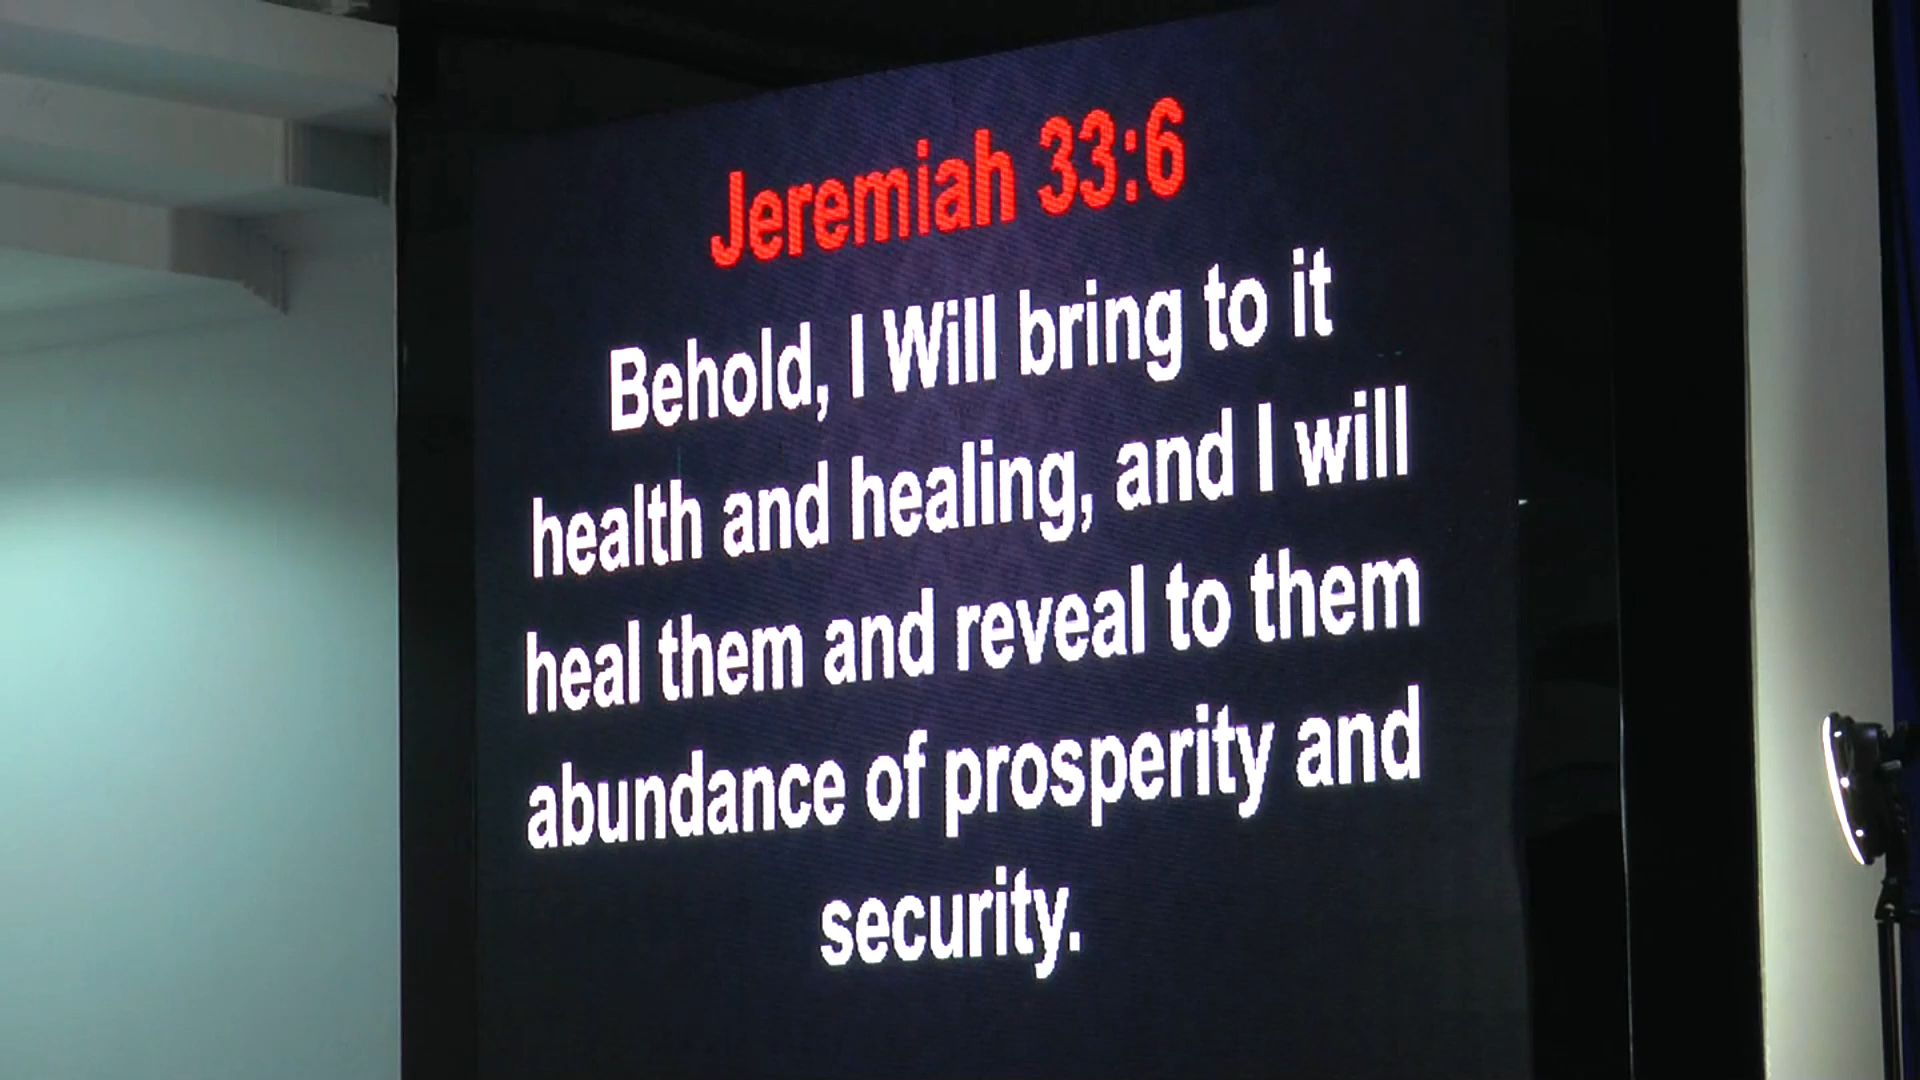 Jeremiah 33:6
Behold, I Will bring to it
health and healing, and I will
heal them and reveal to them
abundance of prosperity and
security.